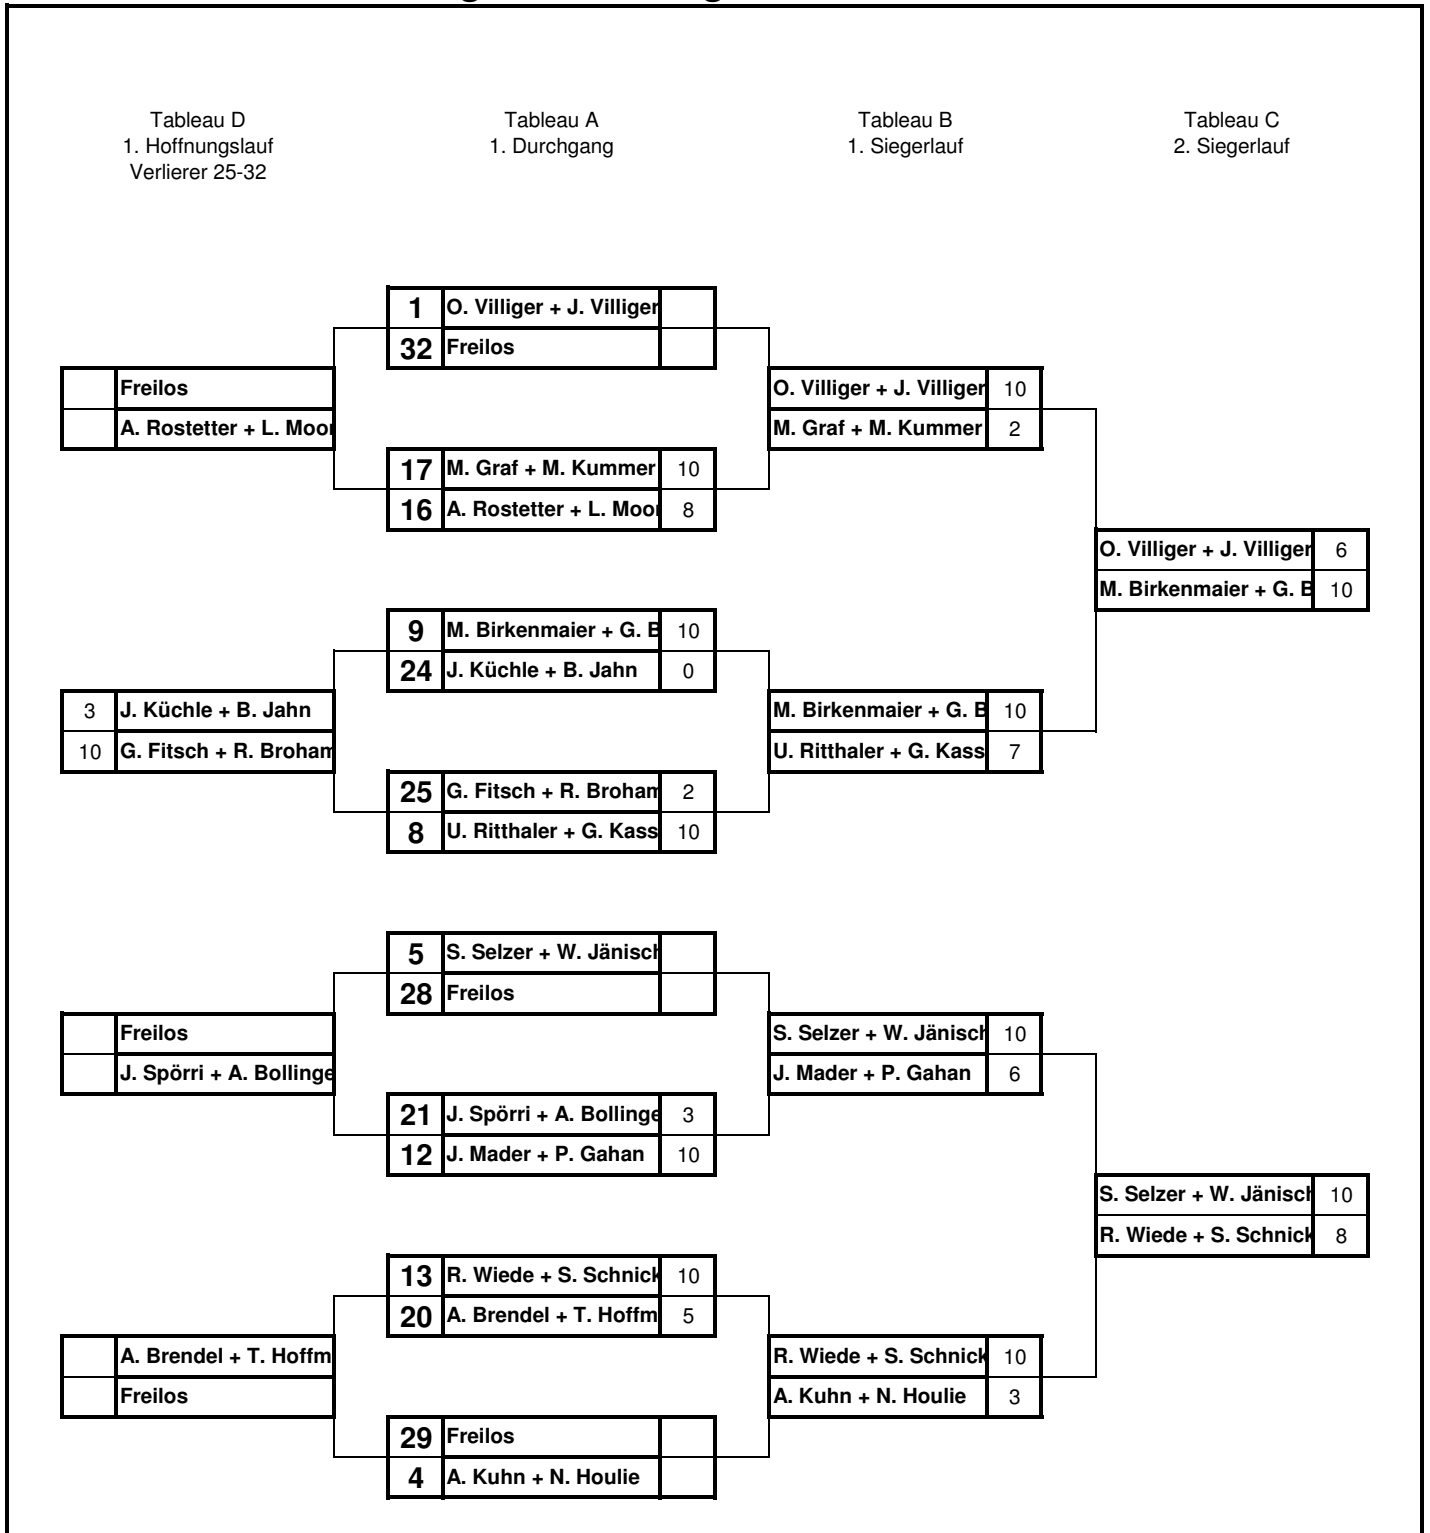 Tableau D Tableau A Tableau B Tableau C
1. Hoffnungslauf 1. Durchgang 1. Siegerlauf 2. Siegerlauf
Verlierer 25-32
1 O. Villiger + J. Villiger
32 Freilos
Freilos O. Villiger + J. Villiger 10
A. Rostetter + L. Moor M. Graf + M. Kummer 2
17 M. Graf + M. Kummer 10
16 A. Rostetter + L. Moor 8
O. Villiger + J. Villiger 6
M. Birkenmaier + G. B 10
9 M. Birkenmaier + G. B 10
24 J. Küchle + B. Jahn 0
3 J. Küchle + B. Jahn M. Birkenmaier + G. B 10
10 G. Fitsch + R. Broham U. Ritthaler + G. Kass 7
25 G. Fitsch + R. Broham 2
8 U. Ritthaler + G. Kass 10
5 S. Selzer + W. Jänisch
28 Freilos
Freilos S. Selzer + W. Jänisch 10
J. Spörri + A. Bollinge J. Mader + P. Gahan 6
21 J. Spörri + A. Bollinge 3
12 J. Mader + P. Gahan 10
S. Selzer + W. Jänisch 10
R. Wiede + S. Schnick 8
13 R. Wiede + S. Schnick 10
20 A. Brendel + T. Hoffm 5
A. Brendel + T. Hoffm R. Wiede + S. Schnick 10
Freilos A. Kuhn + N. Houlie 3
29 Freilos
4 A. Kuhn + N. Houlie